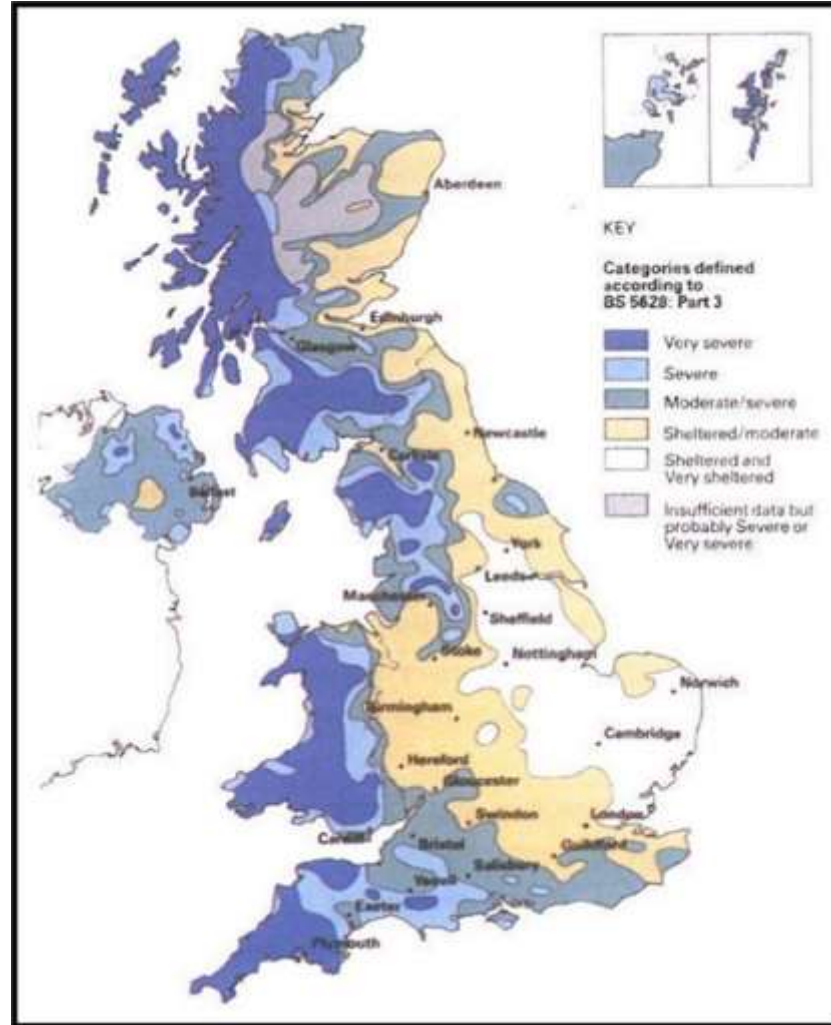 Aberdeen
KEY
Categories defined
according to
BS 5628: Part 3
Edinburgh
Glasgow
Very severe
Severe
Moderate/severe
Newcastle
Sheltered/moderate
Carlisle
Sheltered and
Very sheltered
Belfast
Insufficient data but
probably Severe or
Very severe
York
Leeds
Manchester
Sheffield
Stoke
Nottingham
Norwich
Birmingham
Cambridge
Hereford
Gloucester
Swindon
London
Cardiff
Bristol
Guildford
Salisbury
Yeovil
Exeter
Plymouth